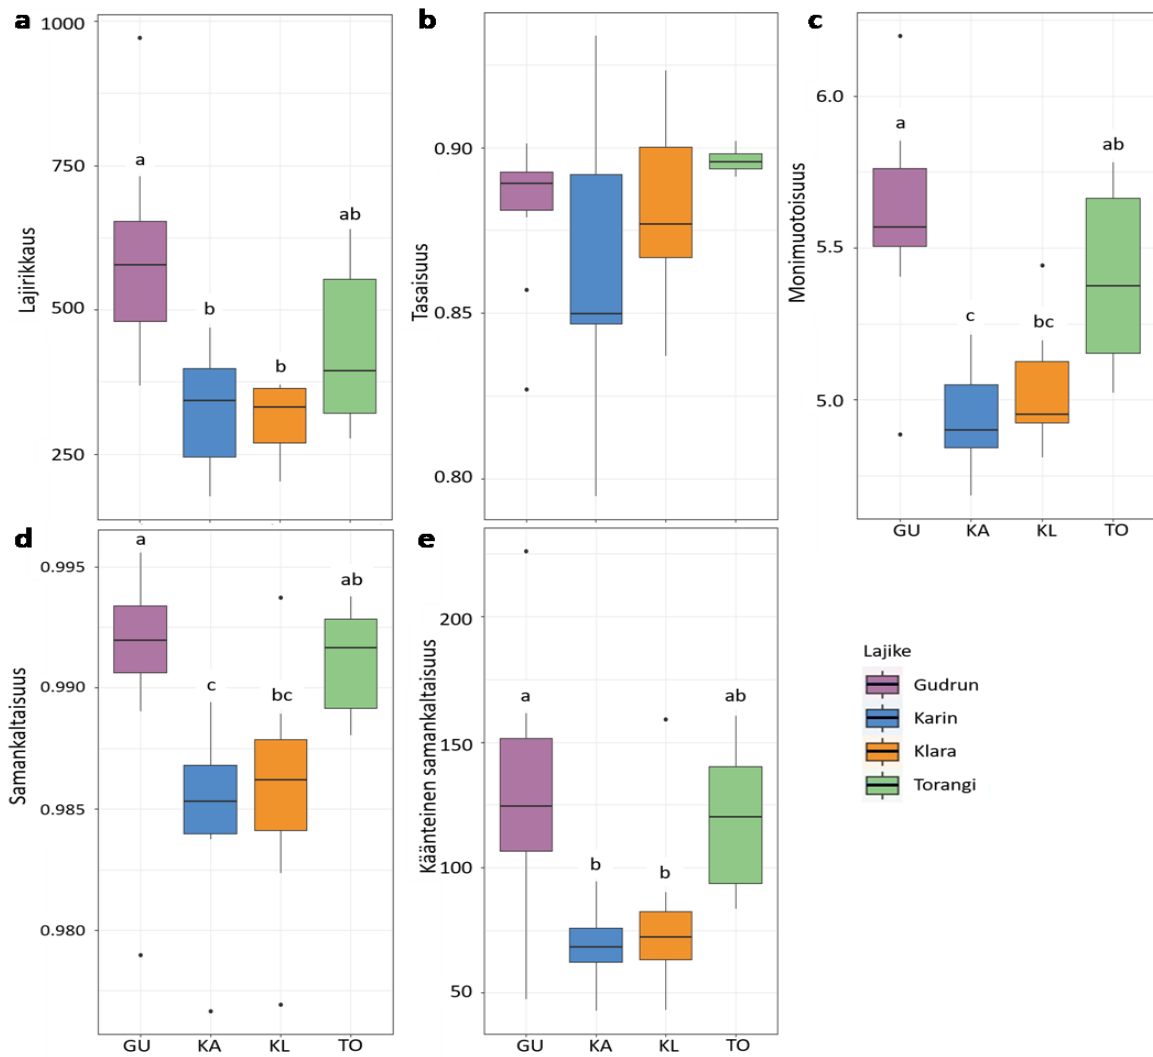 a
Lajirikkaus
1000
750
500
250
a
b
b
ab
b
Tasaisuus
0.90
0.85
0.80
c
Monimuotoisuus
6.0
5.5
5.0
a
c
bc
ab
GU KA KL TO
d
Samankaltaisuus
0.995
0.990
0.985
0.980
a
c
bc
ab
GU KA KL TO
e
Käänteinen samankaltaisuus
200
150
100
50
a
b
b
ab
GU KA KL TO
Lajike
Gudrun
Karin
Klara
Torangi